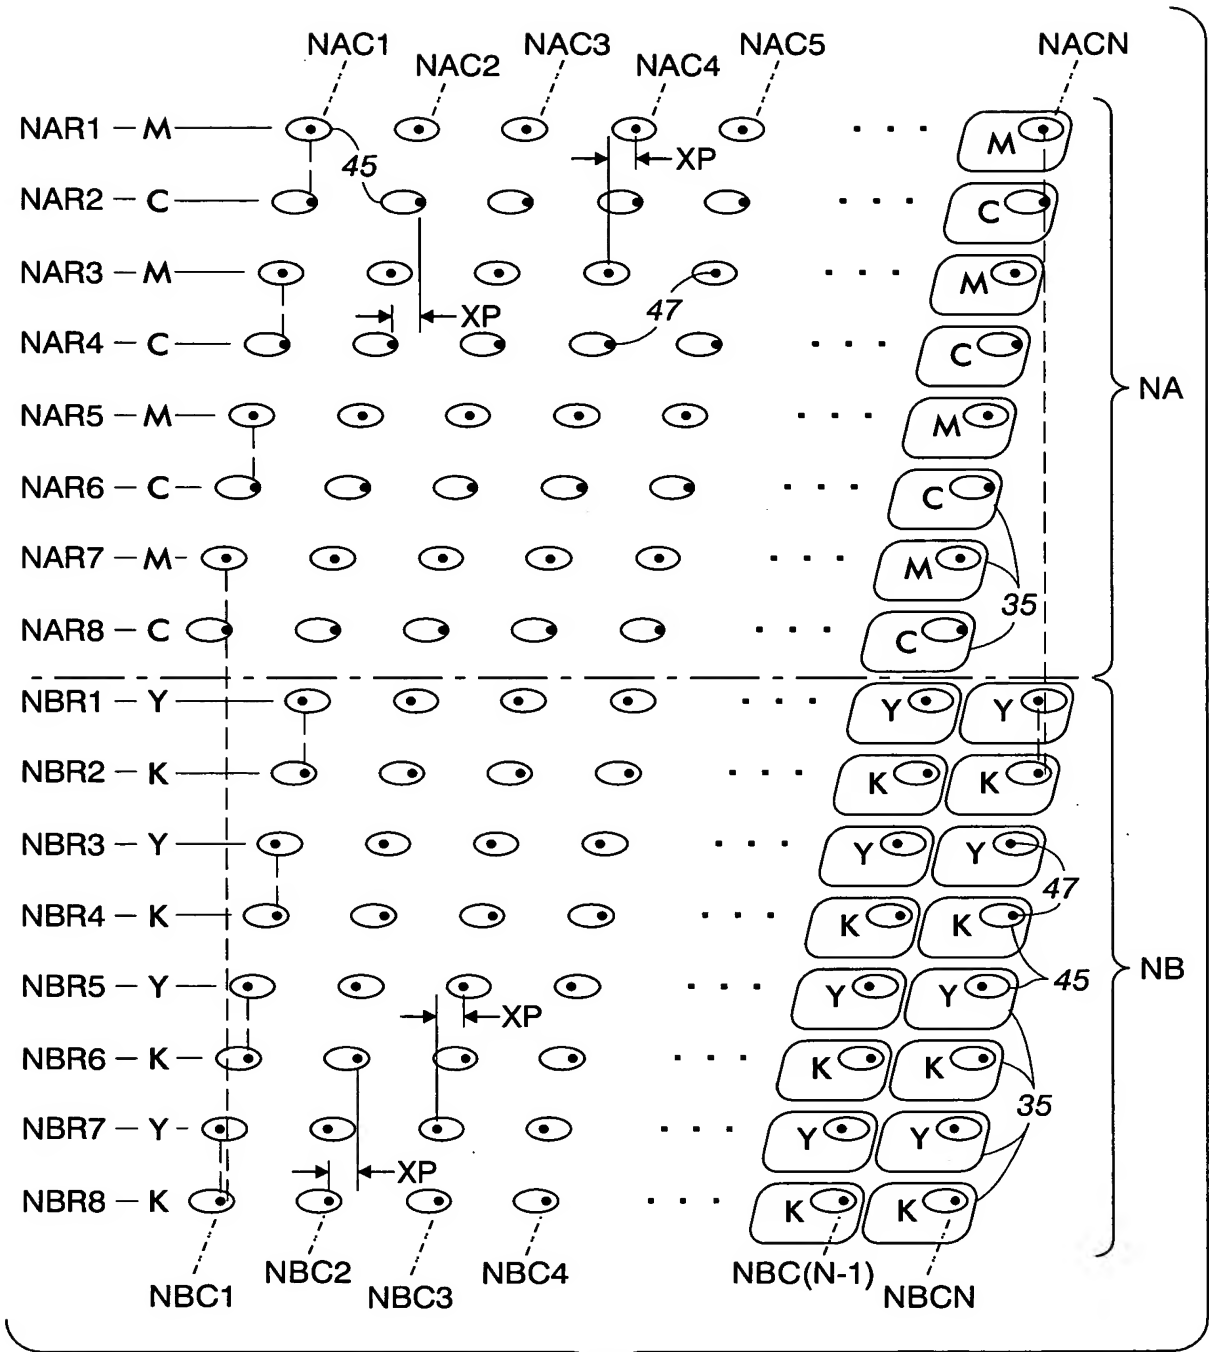 NAC1 NAC2 NAC3 NAC4 NAC5 NACN
NAR1 – M M
45 XP
NAR2 – C C
NAR3 – M M
XP 47
NAR4 – C C
NA
NAR5 – M M
NAR6 – C C
NAR7 – M M
35
NAR8 – C C
NBR1 – Y Y Y
NBR2 – K K K
NBR3 – Y Y Y
47
NBR4 – K K K
NB
NBR5 – Y Y Y 45
XP
NBR6 – K K K
35
NBR7 – Y Y Y
XP
NBR8 – K K K
NBC1 NBC2 NBC3 NBC4 NBC(N-1) NBCN